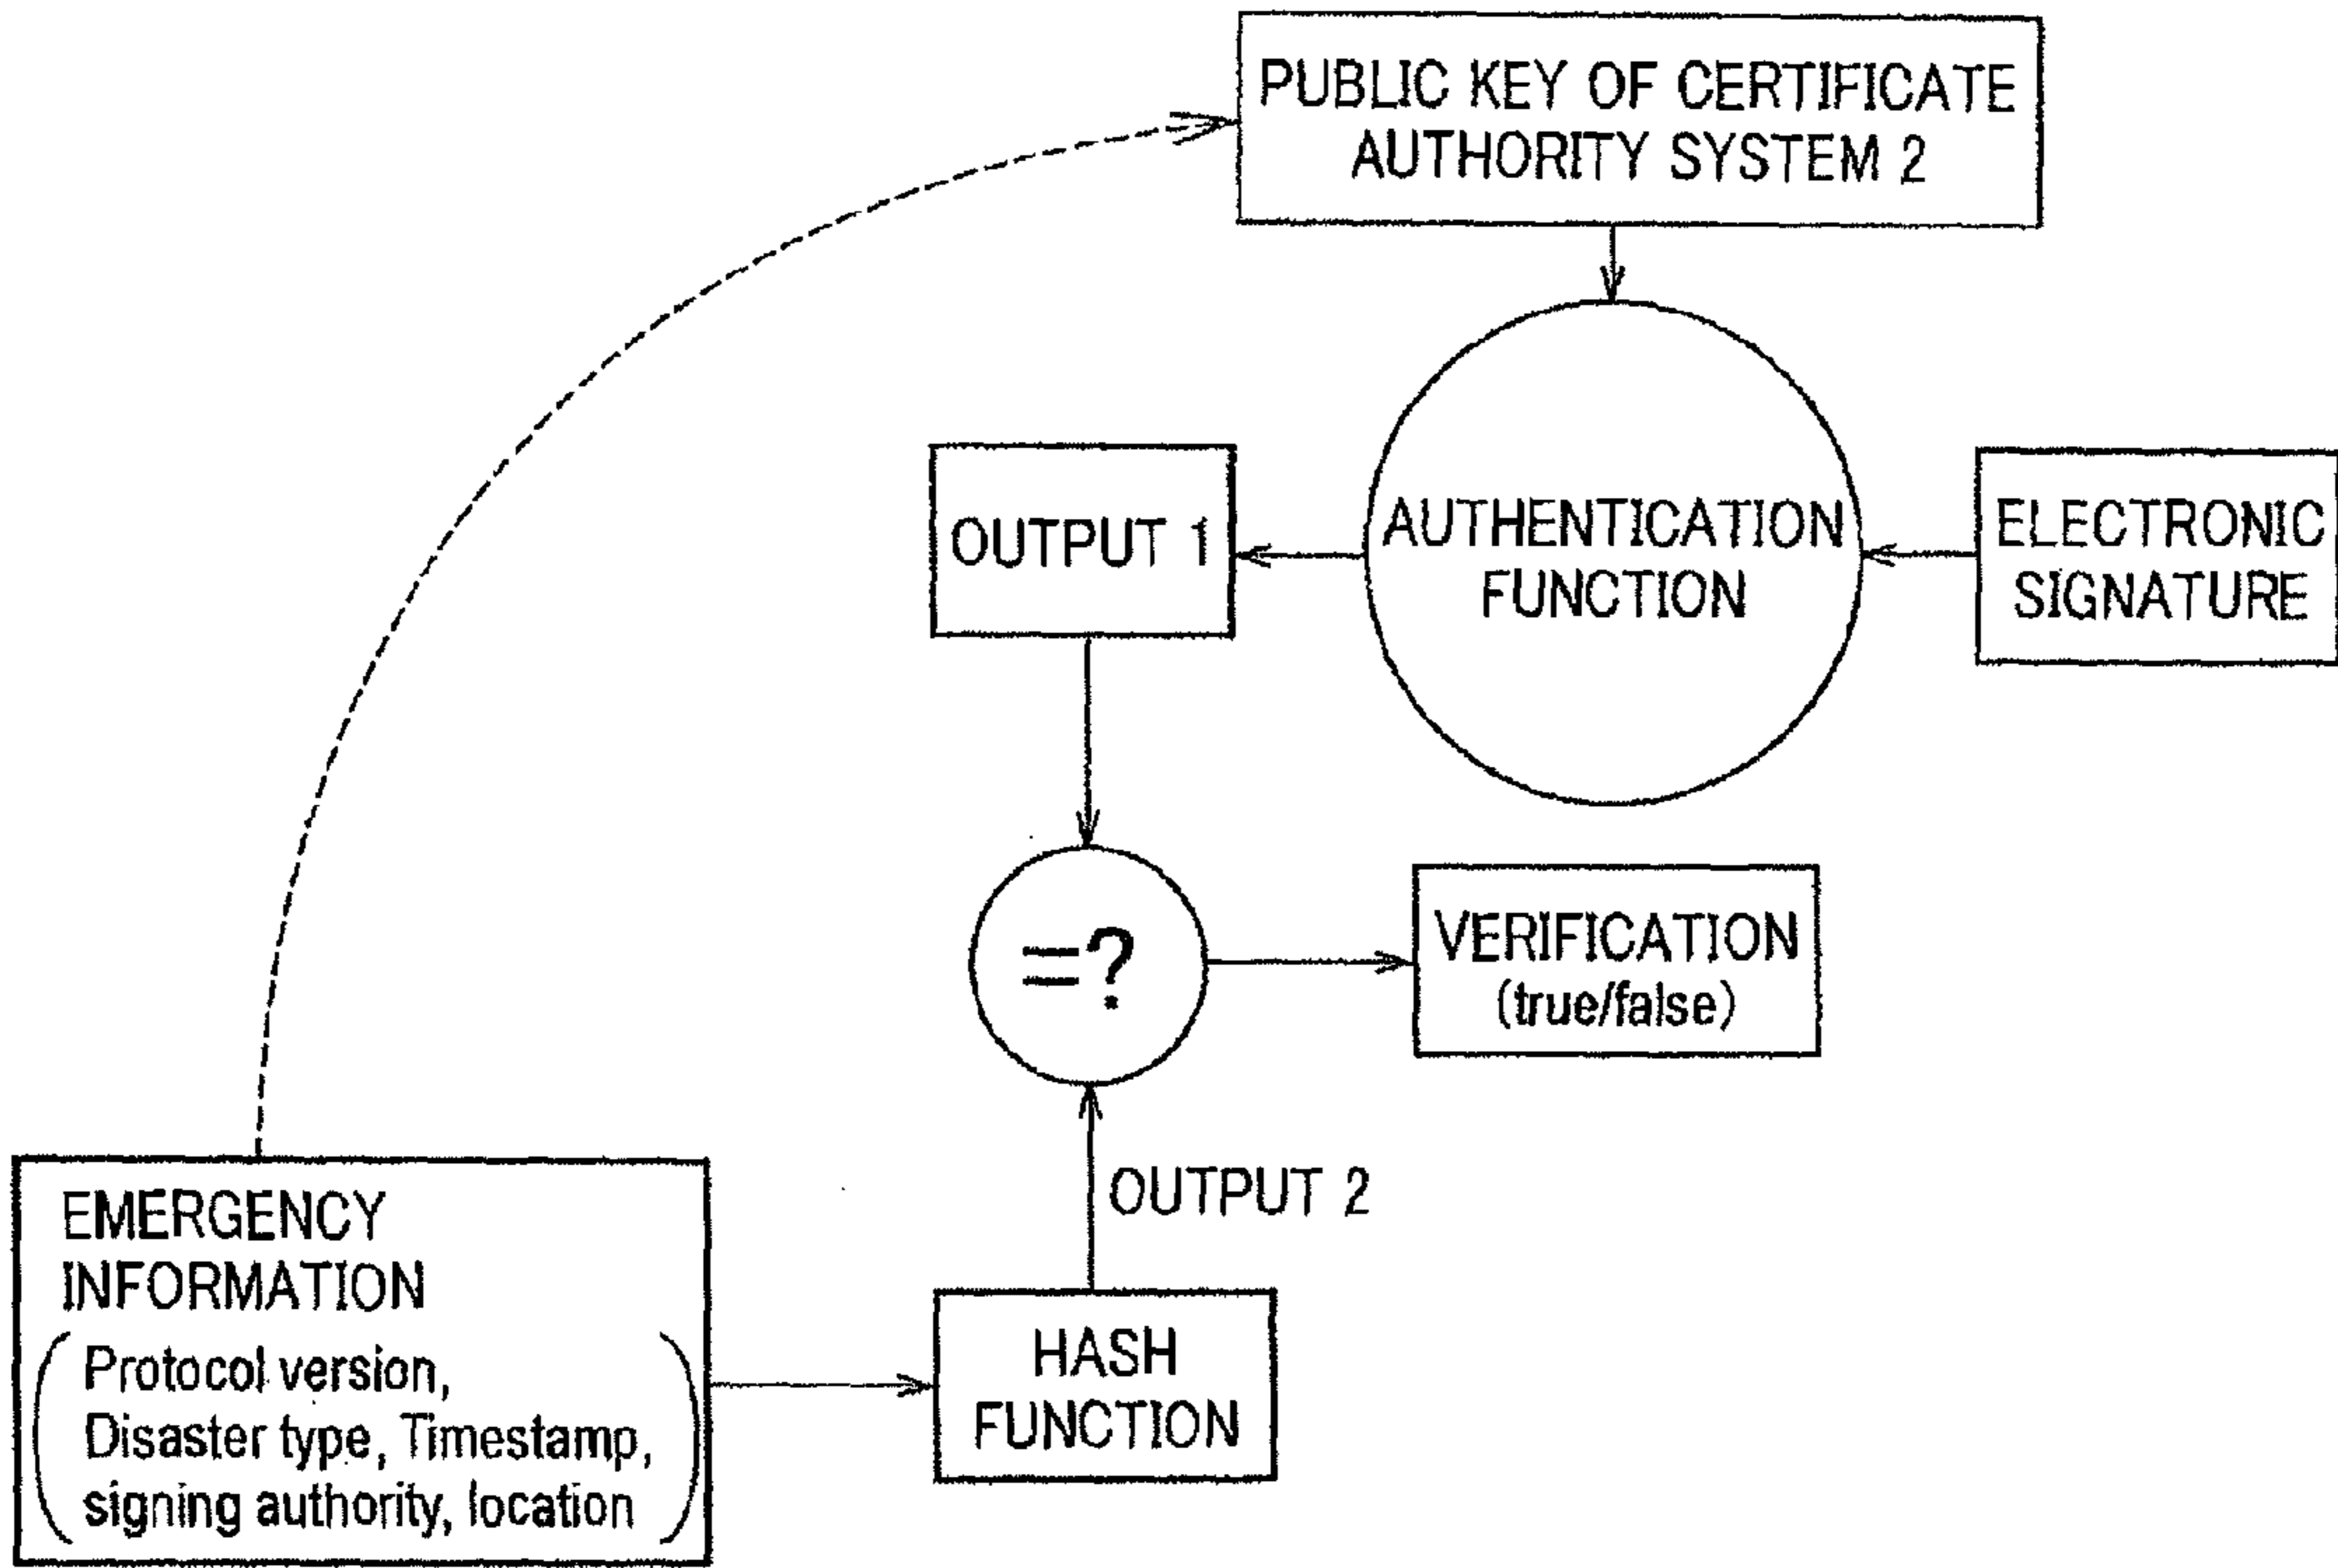 PUBLIC KEY OF CERTIFICATE
AUTHORITY SYSTEM 2
OUTPUT 1
AUTHENTICATION
FUNCTION
ELECTRONIC
SIGNATURE
=?
VERIFICATION
(true/false)
OUTPUT 2
EMERGENCY
INFORMATION
(Protocol version,
Disaster type, Timestamp,
signing authority, location)
HASH
FUNCTION